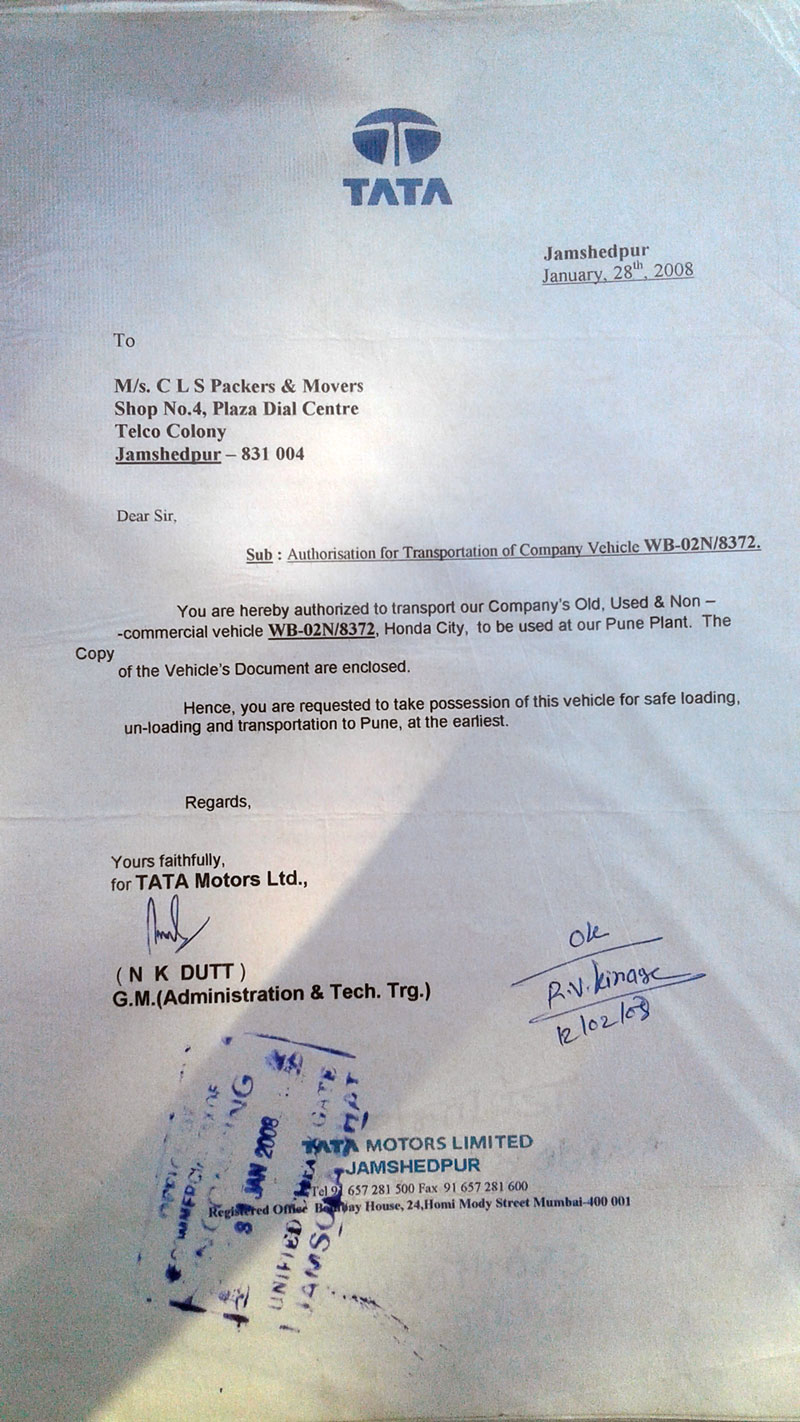 TATA
Jamshedpur
January, 28th, 2008
To
M/s. C L S Packers & Movers
Shop No.4, Plaza Dial Centre
Telco Colony
Jamshedpur – 831 004
Dear Sir,
Sub : Authorisation for Transportation of Company Vehicle WB-02N/8372.
You are hereby authorized to transport our Company's Old, Used & Non –
-commercial vehicle WB-02N/8372, Honda City, to be used at our Pune Plant. The
Copy
of the Vehicle's Document are enclosed.
Hence, you are requested to take possession of this vehicle for safe loading,
un-loading and transportation to Pune, at the earliest.
Regards,
Yours faithfully,
for TATA Motors Ltd.,
( N K DUTT )
G.M.(Administration & Tech. Trg.)
Ok
R.V. Kinage
12/02/08
JAN 2008
UNIFIED
GATE
TATA MOTORS LIMITED
JAMSHEDPUR
Tel 91 657 281 500 Fax 91 657 281 600
Registered Office Bombay House, 24,Homi Mody Street Mumbai-400 001